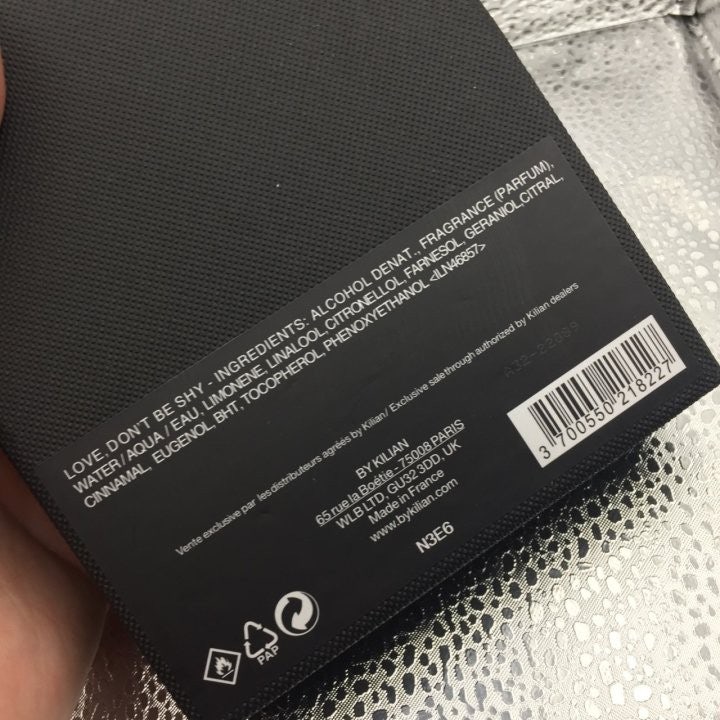 LOVE, DON'T BE SHY - INGREDIENTS: ALCOHOL DENAT., FRAGRANCE (PARFUM),
WATER / AQUA / EAU, LIMONENE, LINALOOL, CITRONELLOL, FARNESOL, GERANIOL,CITRAL,
CINNAMAL, EUGENOL, BHT, TOCOPHEROL, PHENOXYETHANOL <ILN46857>
Vente exclusive par les distributeurs agréés by Kilian / Exclusive sale through authorized by Kilian dealers
A32-22089
BY KILIAN
65, rue la Boétie - 75008 PARIS
WLB LTD, GU32 3DD, UK
Made in France
www.bykilian.com
N3E6
3 700550 218227
PAP